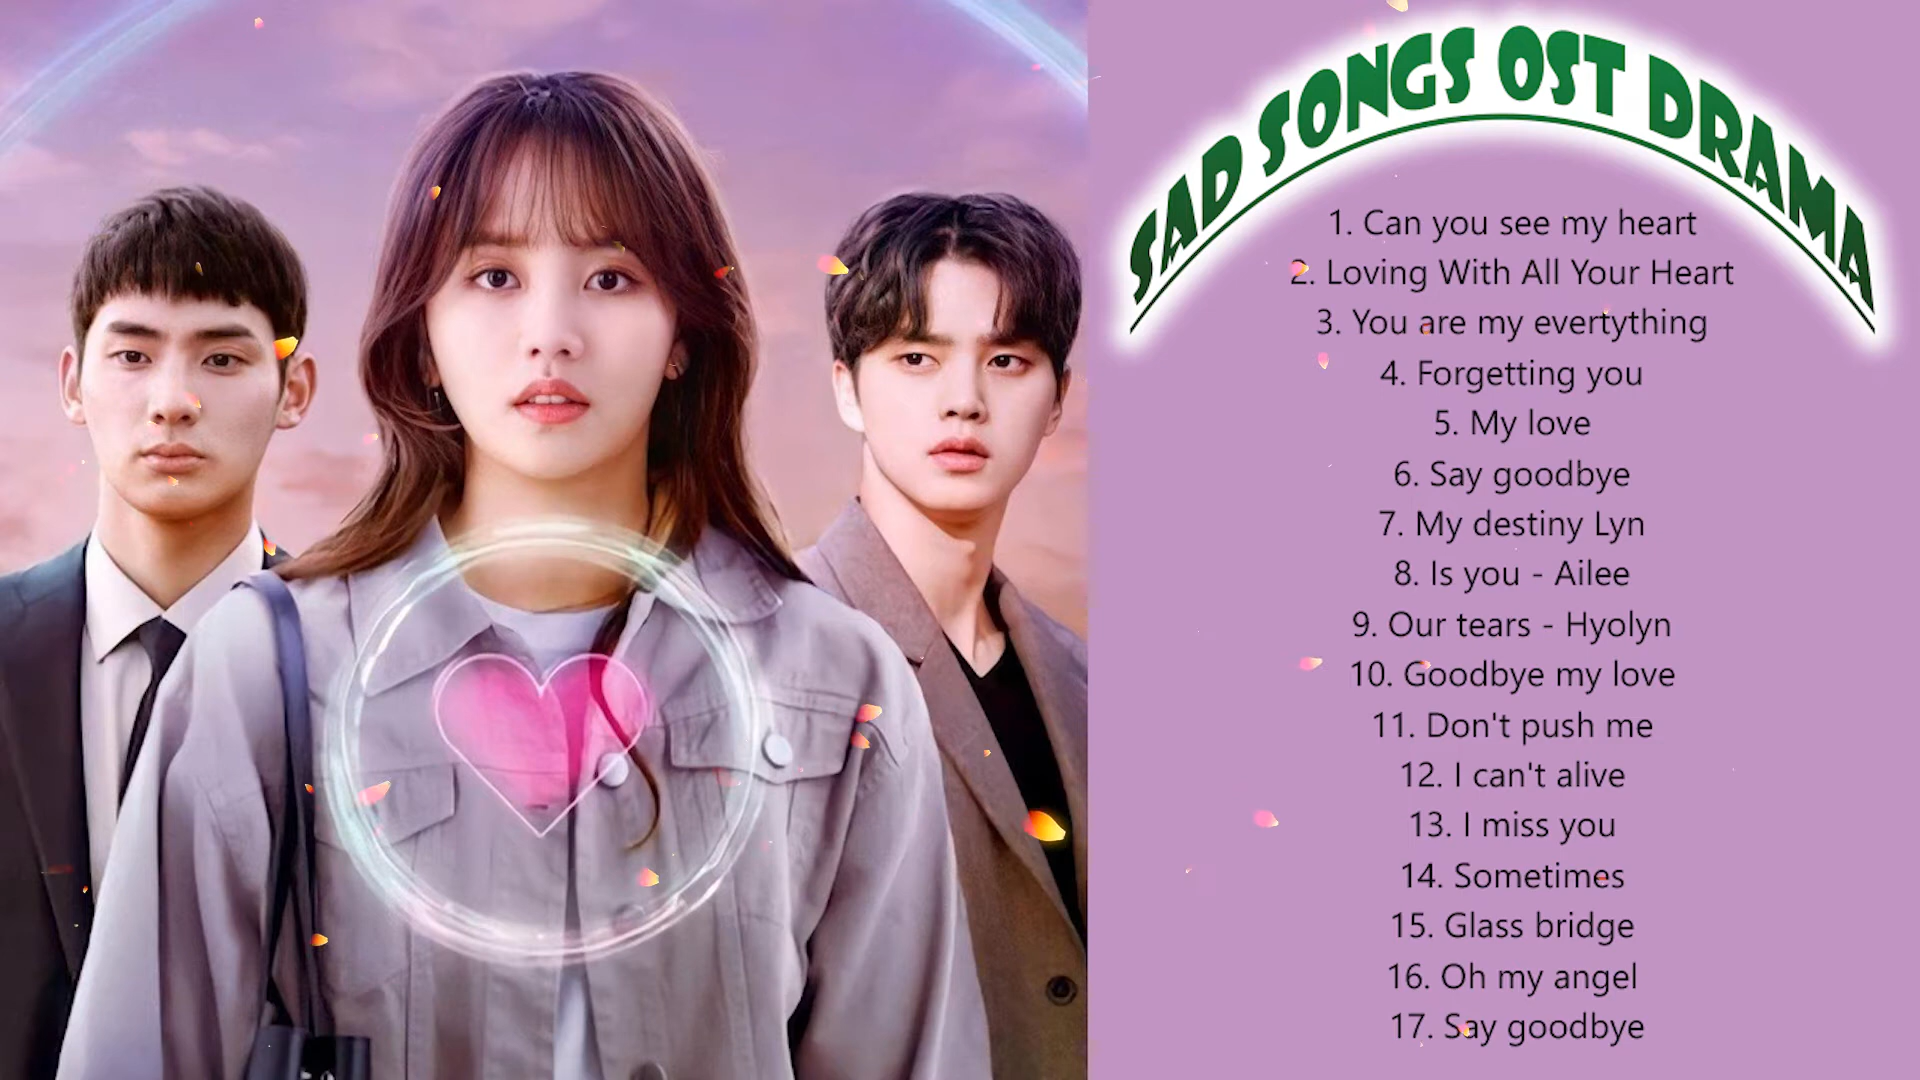 SAD SONGS OST DRAMA
1. Can you see my heart
2. Loving With All Your Heart
3. You are my evertything
4. Forgetting you
5. My love
6. Say goodbye
7. My destiny Lyn
8. Is you - Ailee
9. Our tears - Hyolyn
10. Goodbye my love
11. Don't push me
12. I can't alive
13. I miss you
14. Sometimes
15. Glass bridge
16. Oh my angel
17. Say goodbye